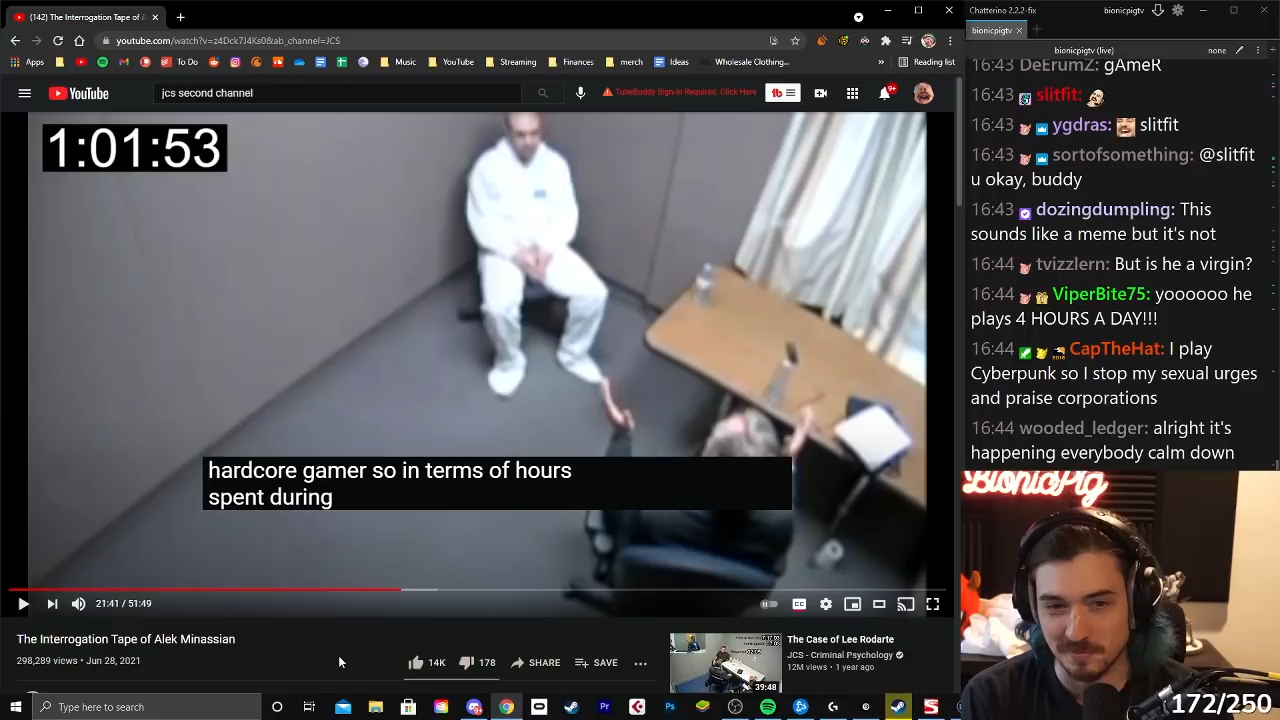 (142) The Interrogation Tape of A
youtube.com/watch?v=z4Dck7J4Ks0&ab_channel=JCS
Apps
To Do
Music
YouTube
Streaming
Finances
merch
Ideas
Wholesale Clothing...
Reading list
YouTube
jcs second channel
TubeBuddy Sign-in Required, Click Here
9+
1:01:53
hardcore gamer so in terms of hours
spent during
21:41 / 51:49
The Interrogation Tape of Alek Minassian
298,289 views • Jun 28, 2021
14K
178
SHARE
SAVE
39:48
The Case of Lee Rodarte
JCS - Criminal Psychology
12M views • 1 year ago
Type here to search
Chatterino 2.2.2-fix
bionicpigtv
bionicpigtv
bionicpigtv (live)
none
16:43 DeErumZ: gAmeR
16:43 slitfit:
16:43 ygdras: slitfit
16:43 sortofsomething: @slitfit
u okay, buddy
16:43 dozingdumpling: This
sounds like a meme but it's not
16:44 tvizzlern: But is he a virgin?
16:44 ViperBite75: yoooooo he
plays 4 HOURS A DAY!!!
16:44 CapTheHat: I play
Cyberpunk so I stop my sexual urges
and praise corporations
16:44 wooded_ledger: alright it's
happening everybody calm down
BionicPig
172/250